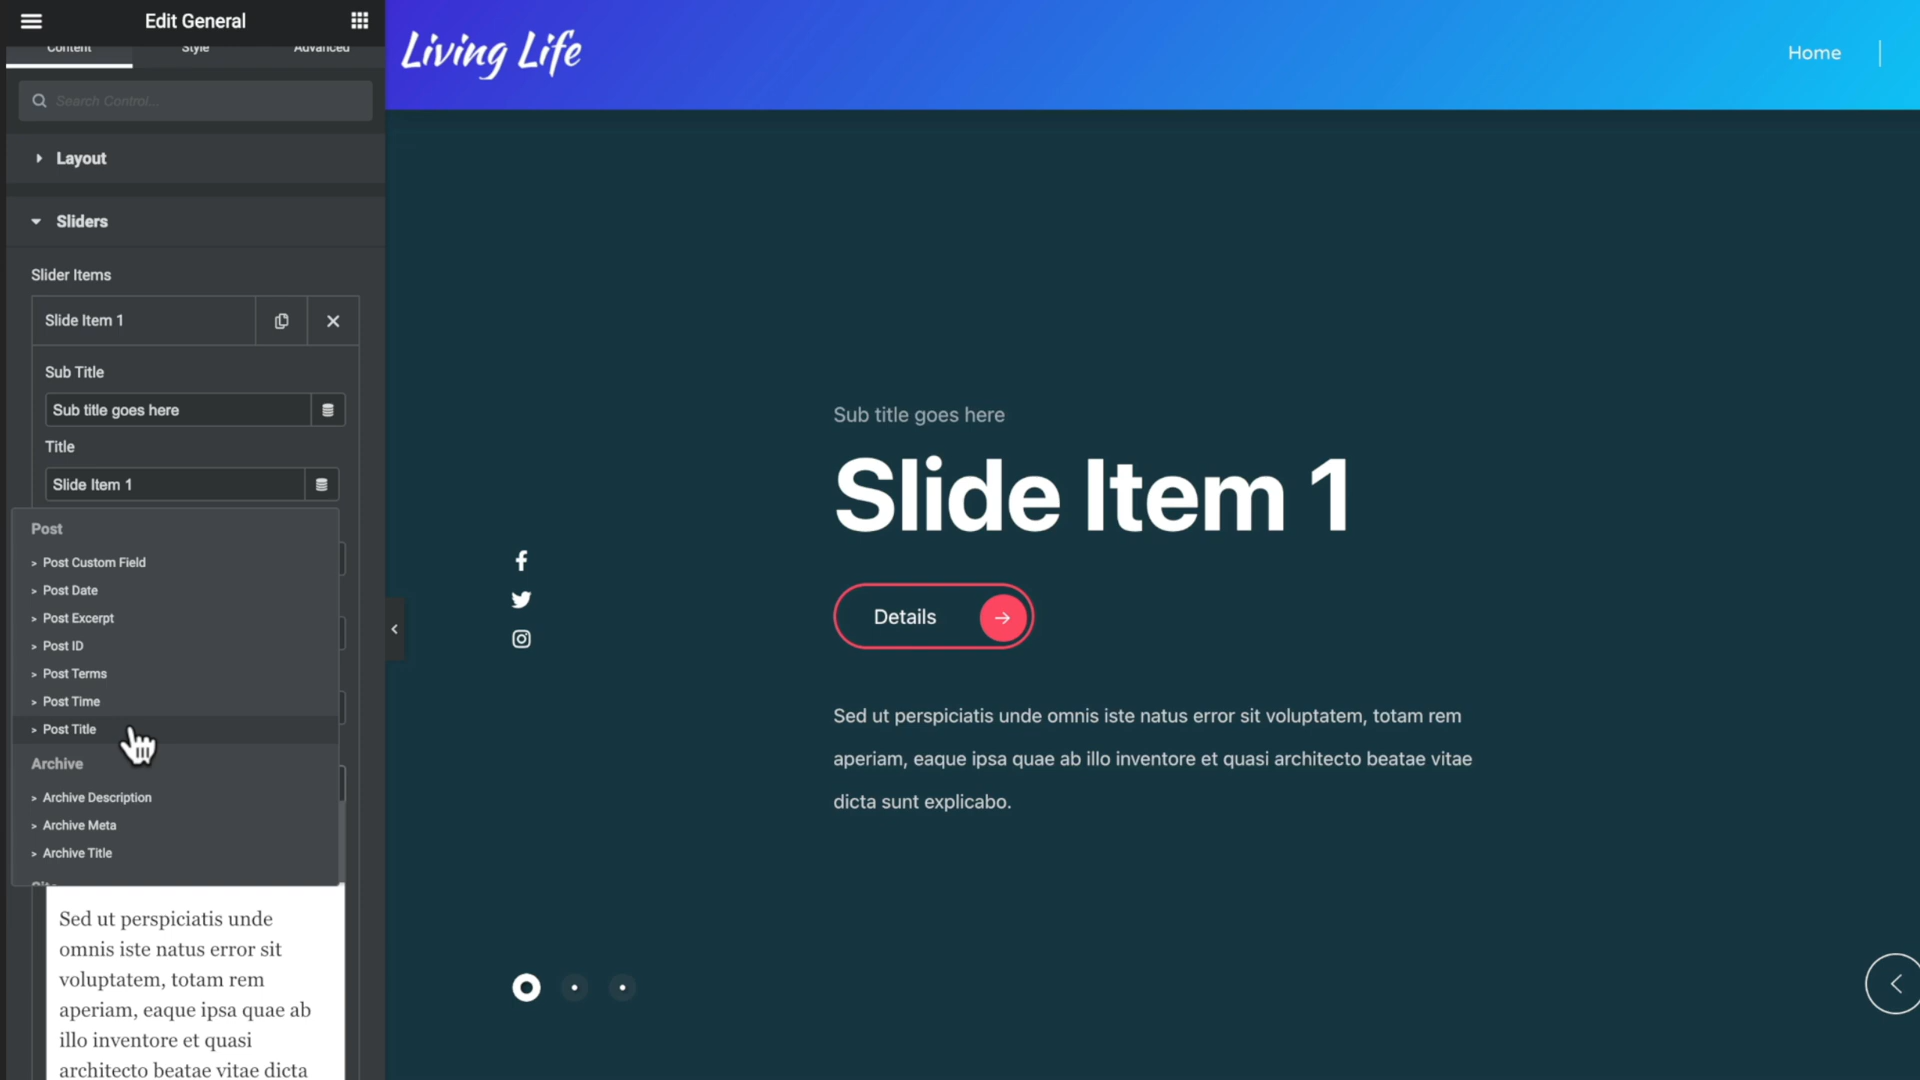 Edit General
Content
Style
Advanced
Search Control...
Layout
Sliders
Slider Items
Slide Item 1
Sub Title
Sub title goes here
Title
Slide Item 1
Post
> Post Custom Field
> Post Date
> Post Excerpt
> Post ID
> Post Terms
> Post Time
> Post Title
Archive
> Archive Description
> Archive Meta
> Archive Title
Sed ut perspiciatis unde
omnis iste natus error sit
voluptatem, totam rem
aperiam, eaque ipsa quae ab
illo inventore et quasi
architecto beatae vitae dicta
Living Life
Home
Sub title goes here
Slide Item 1
Details
Sed ut perspiciatis unde omnis iste natus error sit voluptatem, totam rem
aperiam, eaque ipsa quae ab illo inventore et quasi architecto beatae vitae
dicta sunt explicabo.